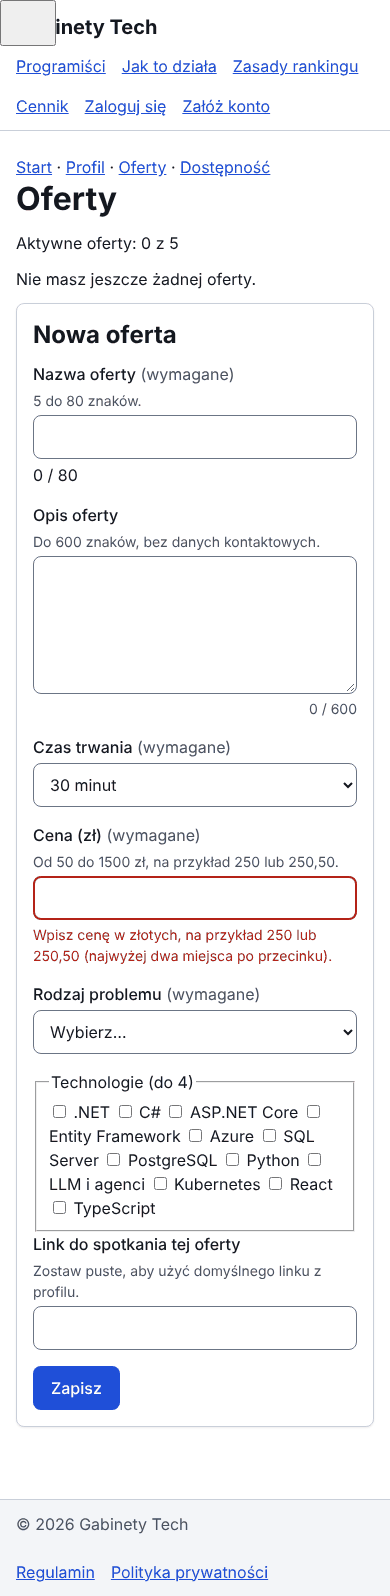 inety Tech
Programiści Jak to działa Zasady rankingu
Cennik Zaloguj się Załóż konto
Start · Profil · Oferty · Dostępność
Oferty
Aktywne oferty: 0 z 5
Nie masz jeszcze żadnej oferty.
Nowa oferta
Nazwa oferty (wymagane)
5 do 80 znaków.
0 / 80
Opis oferty
Do 600 znaków, bez danych kontaktowych.
0 / 600
Czas trwania (wymagane)
30 minut
Cena (zł) (wymagane)
Od 50 do 1500 zł, na przykład 250 lub 250,50.
Wpisz cenę w złotych, na przykład 250 lub
250,50 (najwyżej dwa miejsca po przecinku).
Rodzaj problemu (wymagane)
Wybierz...
Technologie (do 4)
.NET C# ASP.NET Core
Entity Framework Azure SQL
Server PostgreSQL Python
LLM i agenci Kubernetes React
TypeScript
Link do spotkania tej oferty
Zostaw puste, aby użyć domyślnego linku z
profilu.
Zapisz
© 2026 Gabinety Tech
Regulamin Polityka prywatności